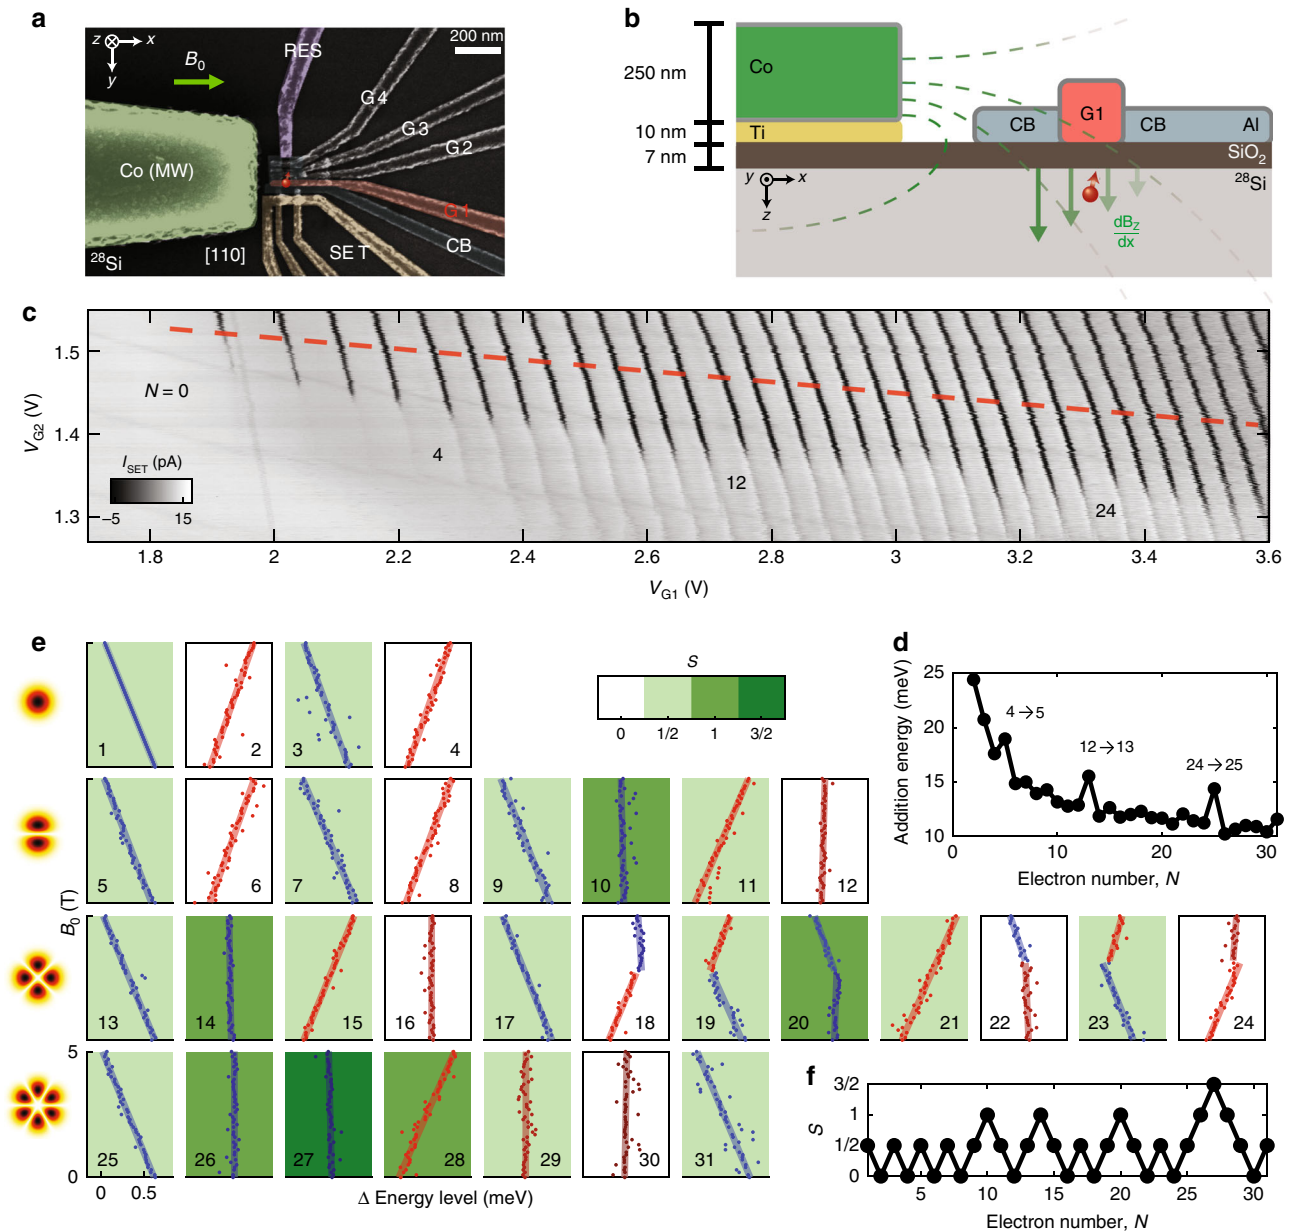 a
z
x
y
B0
200 nm
RES
G4
G3
G2
G1
CB
SET
Co (MW)
[110]
28Si
b
250 nm
10 nm
7 nm
Co
Ti
CB
G1
CB
Al
SiO2
28Si
y
x
z
dBz
dx
c
VG2 (V)
1.5
1.4
1.3
N = 0
4
12
24
ISET (pA)
–5
15
1.8
2
2.2
2.4
2.6
2.8
3
3.2
3.4
3.6
VG1 (V)
e
S
0
1/2
1
3/2
1
2
3
4
5
6
7
8
9
10
11
12
13
14
15
16
17
18
19
20
21
22
23
24
25
26
27
28
29
30
31
B0 (T)
5
0
0
0.5
Δ Energy level (meV)
d
Addition energy (meV)
25
20
15
10
4→5
12→13
24→25
0
10
20
30
Electron number, N
f
S
3/2
1
1/2
0
5
10
15
20
25
30
Electron number, N